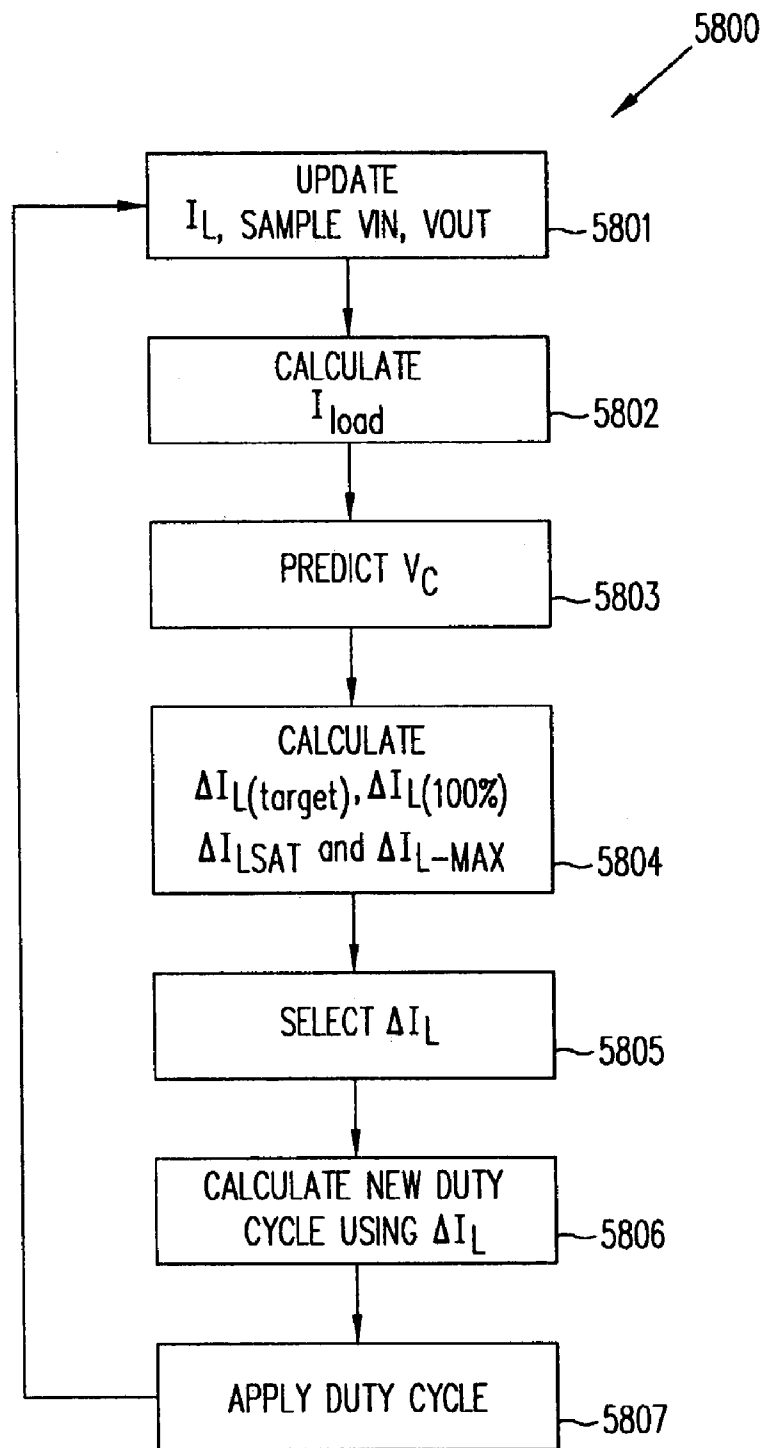 5800
UPDATE
I_L, SAMPLE VIN, VOUT
5801
CALCULATE
I_load
5802
PREDICT V_C
5803
CALCULATE
ΔI_L(target), ΔI_L(100%)
ΔI_LSAT and ΔI_L-MAX
5804
SELECT ΔI_L
5805
CALCULATE NEW DUTY
CYCLE USING ΔI_L
5806
APPLY DUTY CYCLE
5807